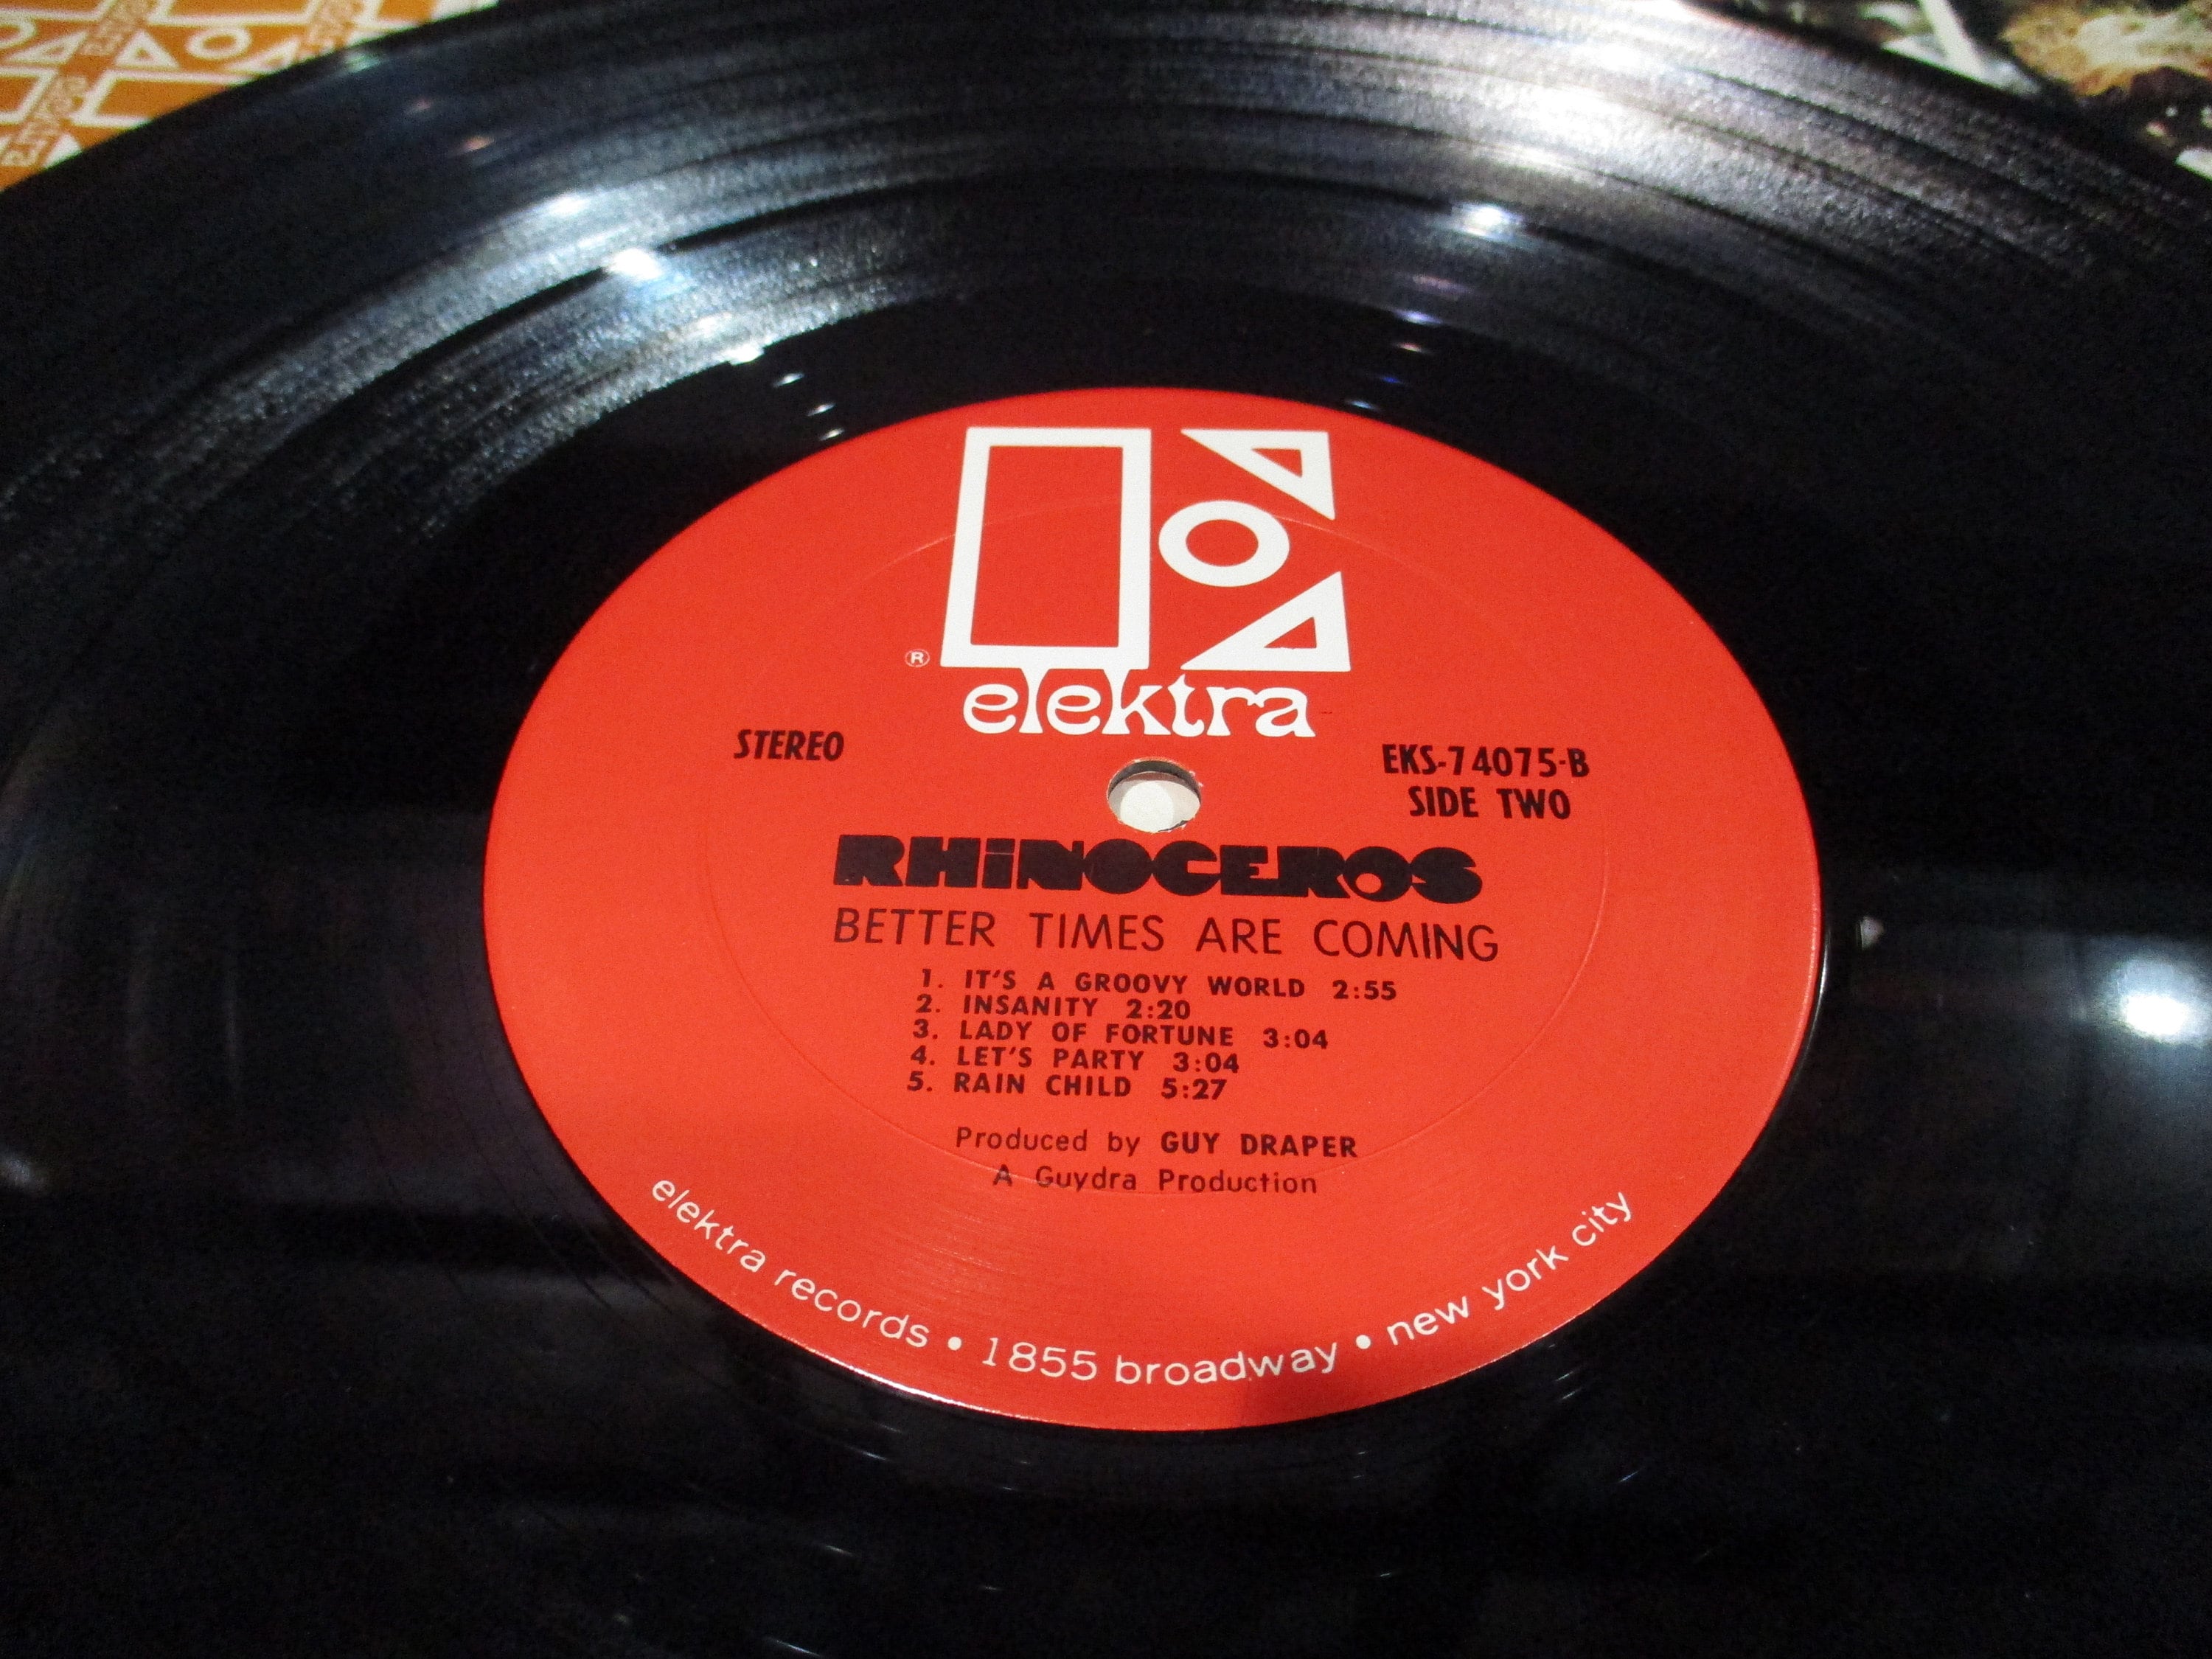 ®
elektra
STEREO
EKS-74075-B
SIDE TWO
RHiNOCEROS
BETTER TIMES ARE COMING
1. IT'S A GROOVY WORLD 2:55
2. INSANITY 2:20
3. LADY OF FORTUNE 3:04
4. LET'S PARTY 3:04
5. RAIN CHILD 5:27
Produced by GUY DRAPER
A Guydra Production
elektra records • 1855 broadway • new york city